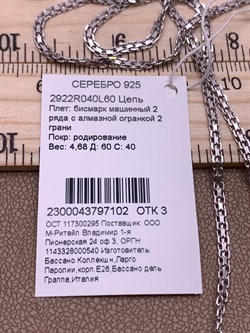 СЕРЕБРО 925
2922R040L60 Цепь
Плет: бисмарк машинный 2
ряда с алмазной огранкой 2
грани
Покр: родирование
Вес: 4,68 Д: 60 С: 40
2300043797102 ОТК 3
ОСТ 117300295 Поставщик: ООО
М-Ритейл Владимир 1-я
Пионерская 24 оф 3, ОРГН
1143328000540 Изготовитель:
Бассано Коллекшн,Ларго
Паролии,корп.Е26,Бассано дель
Граппа,Италия